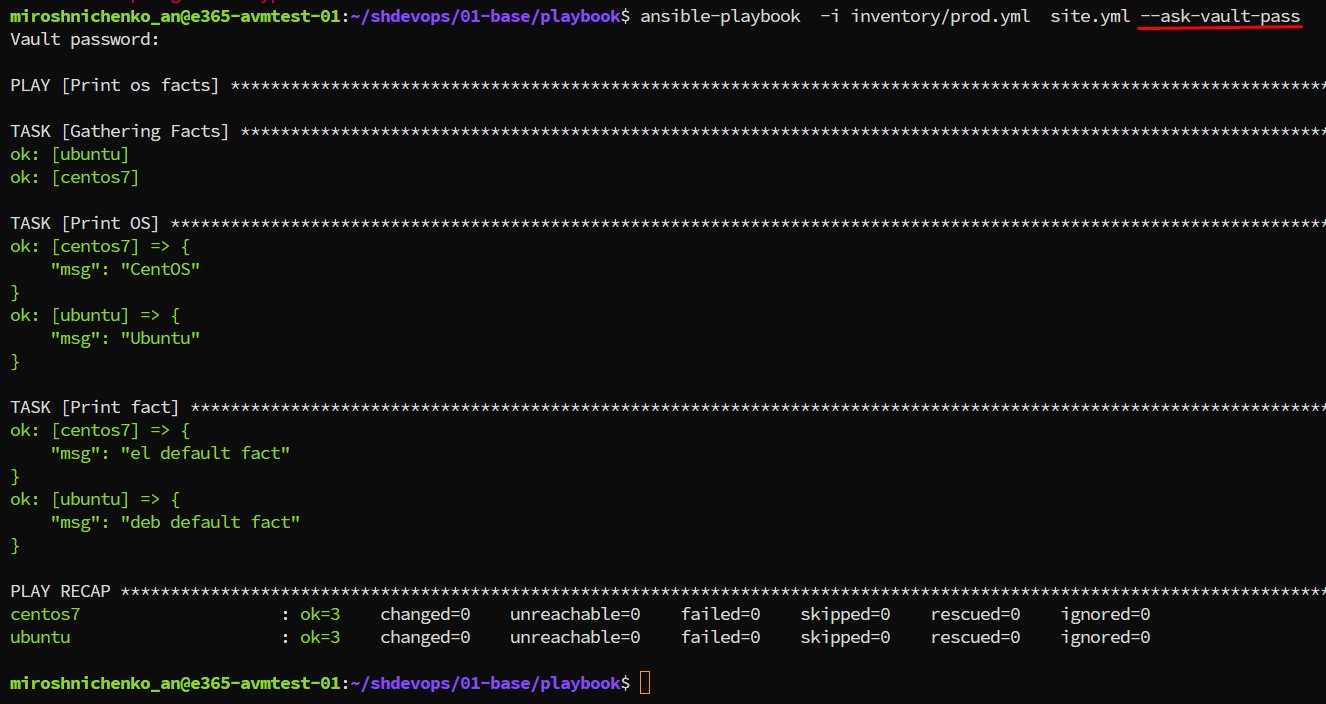 miroshnichenko_an@e365-avmtest-01:~/shdevops/01-base/playbook$ ansible-playbook  -i inventory/prod.yml  site.yml --ask-vault-pass
Vault password:
PLAY [Print os facts] **************************************************************************************************************
TASK [Gathering Facts] *************************************************************************************************************
ok: [ubuntu]
ok: [centos7]
TASK [Print OS] ********************************************************************************************************************
ok: [centos7] => {
    "msg": "CentOS"
}
ok: [ubuntu] => {
    "msg": "Ubuntu"
}
TASK [Print fact] ******************************************************************************************************************
ok: [centos7] => {
    "msg": "el default fact"
}
ok: [ubuntu] => {
    "msg": "deb default fact"
}
PLAY RECAP *************************************************************************************************************************
centos7                    : ok=3    changed=0    unreachable=0    failed=0    skipped=0    rescued=0    ignored=0
ubuntu                     : ok=3    changed=0    unreachable=0    failed=0    skipped=0    rescued=0    ignored=0
miroshnichenko_an@e365-avmtest-01:~/shdevops/01-base/playbook$